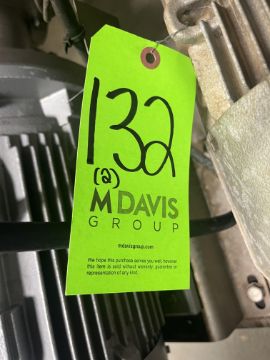 132
(2)
M DAVIS
GROUP
mdavisgroup.com
We hope this purchase serves you well, however
this item is sold without warranty, guarantee or
representation of any kind.